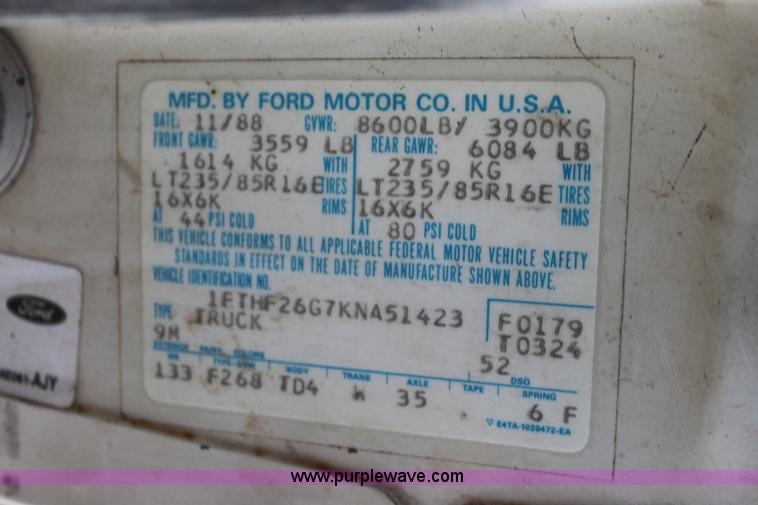 MFD. BY FORD MOTOR CO. IN U.S.A.
DATE: 11/88 GVWR: 8600LB/ 3900KG
FRONT GAWR: 3559 LB REAR GAWR: 6084 LB
1614 KG WITH 2759 KG WITH
LT235/85R16E TIRES LT235/85R16E TIRES
16X6K RIMS 16X6K RIMS
AT 44 PSI COLD AT 80 PSI COLD
THIS VEHICLE CONFORMS TO ALL APPLICABLE FEDERAL MOTOR VEHICLE SAFETY
STANDARDS IN EFFECT ON THE DATE OF MANUFACTURE SHOWN ABOVE.
VEHICLE IDENTIFICATION NO.
1FTHF26G7KNA51423
TYPE TRUCK
F0179
T0324
9M 52
EXTERIOR PAINT COLORS DSO
WB TYPE-GVW BODY TRANS AXLE TAPE SPRING
133 F268 TD4 35 6 F
▽ E4TA-1020472-EA
Ford
-AJY
www.purplewave.com